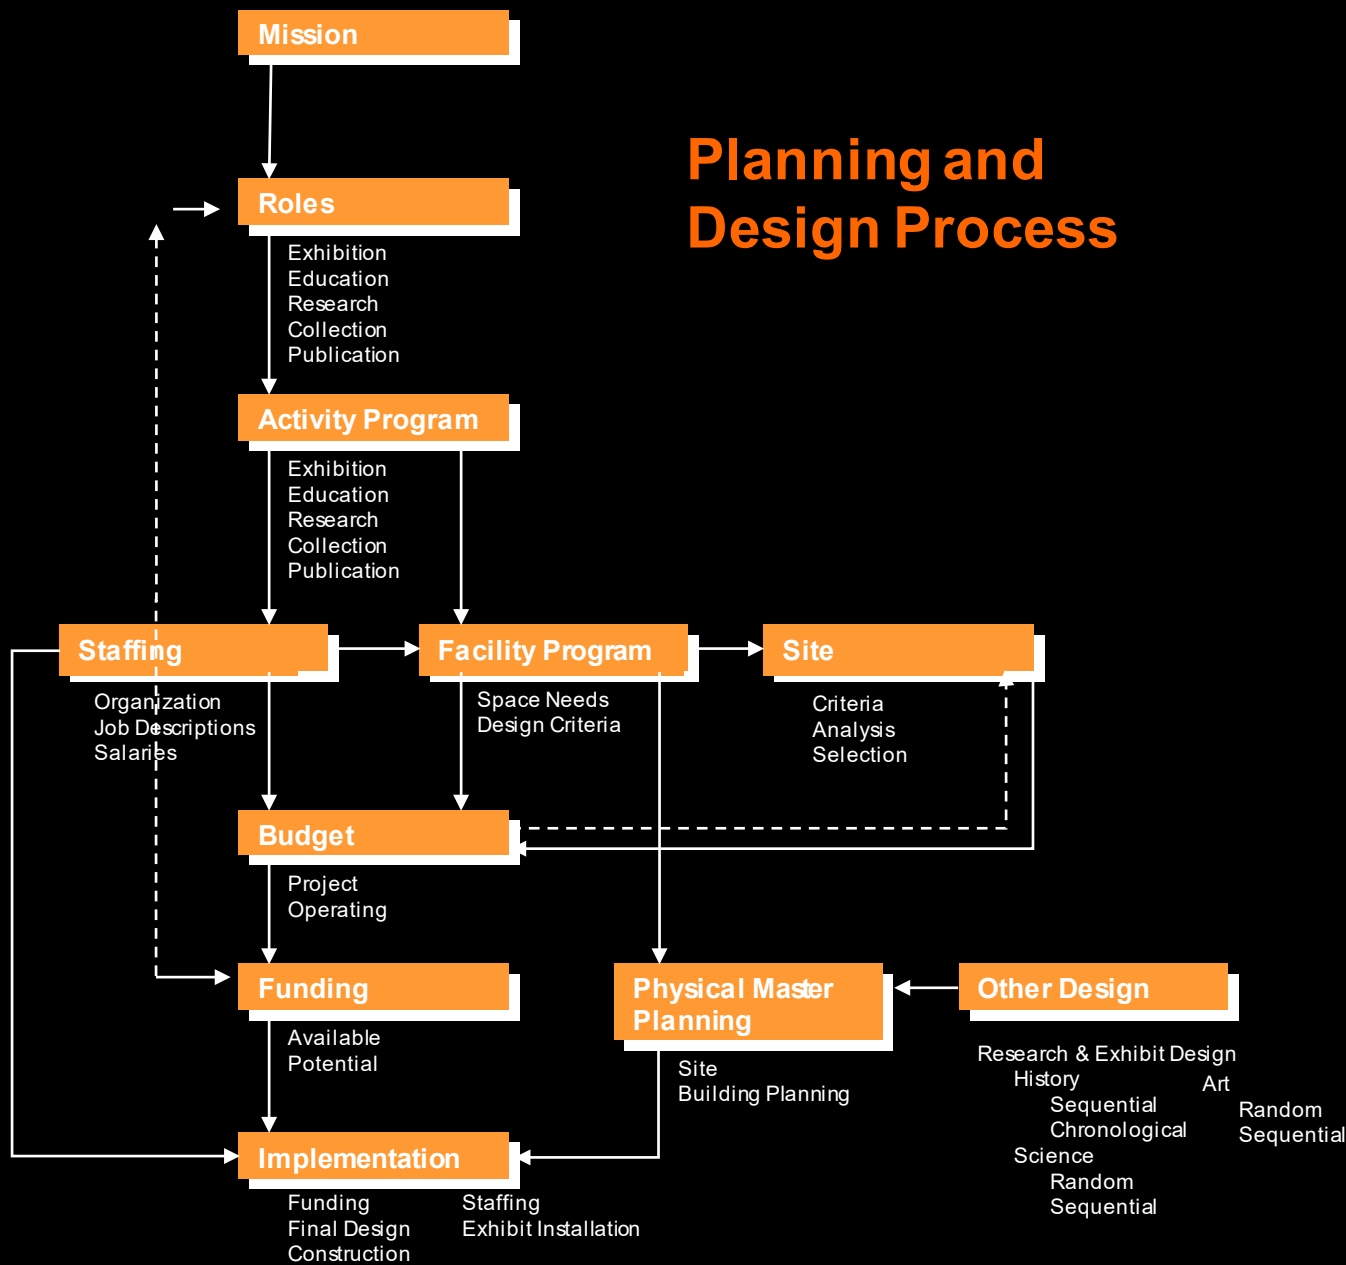 Mission
Planning and
Design Process
Roles
Exhibition
Education
Research
Collection
Publication
Activity Program
Exhibition
Education
Research
Collection
Publication
Staffing
Organization
Job Descriptions
Salaries
Facility Program
Space Needs
Design Criteria
Site
Criteria
Analysis
Selection
Budget
Project
Operating
Funding
Available
Potential
Physical Master
Planning
Site
Building Planning
Other Design
Research & Exhibit Design
History
Sequential
Chronological
Science
Random
Sequential
Art
Random
Sequential
Implementation
Funding
Final Design
Construction
Staffing
Exhibit Installation